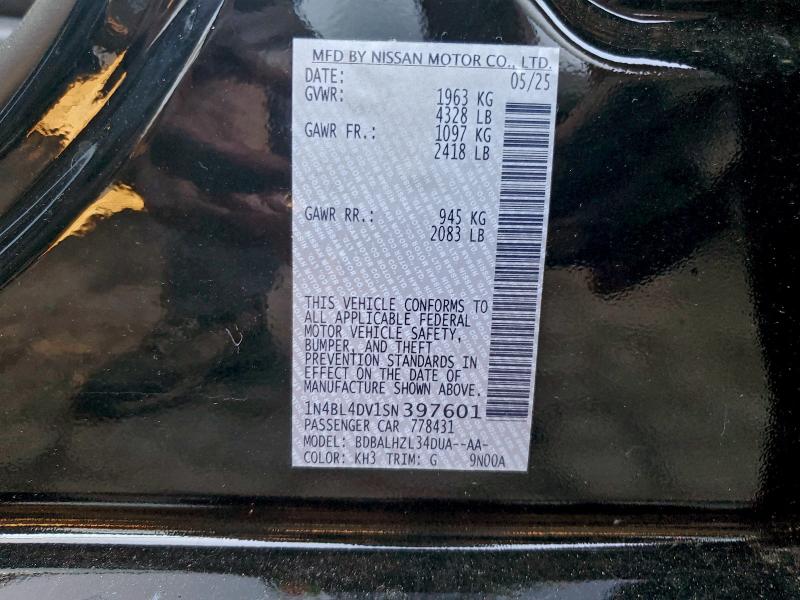 MFD BY NISSAN MOTOR CO., LTD.
DATE: 05/25
GVWR: 1963 KG
4328 LB
GAWR FR.: 1097 KG
2418 LB
GAWR RR.: 945 KG
2083 LB
THIS VEHICLE CONFORMS TO
ALL APPLICABLE FEDERAL
MOTOR VEHICLE SAFETY,
BUMPER, AND THEFT
PREVENTION STANDARDS IN
EFFECT ON THE DATE OF
MANUFACTURE SHOWN ABOVE.
1N4BL4DV1SN397601
PASSENGER CAR 778431
MODEL: BDBALHZL34DUA--AA-
COLOR: KH3 TRIM: G 9N00A